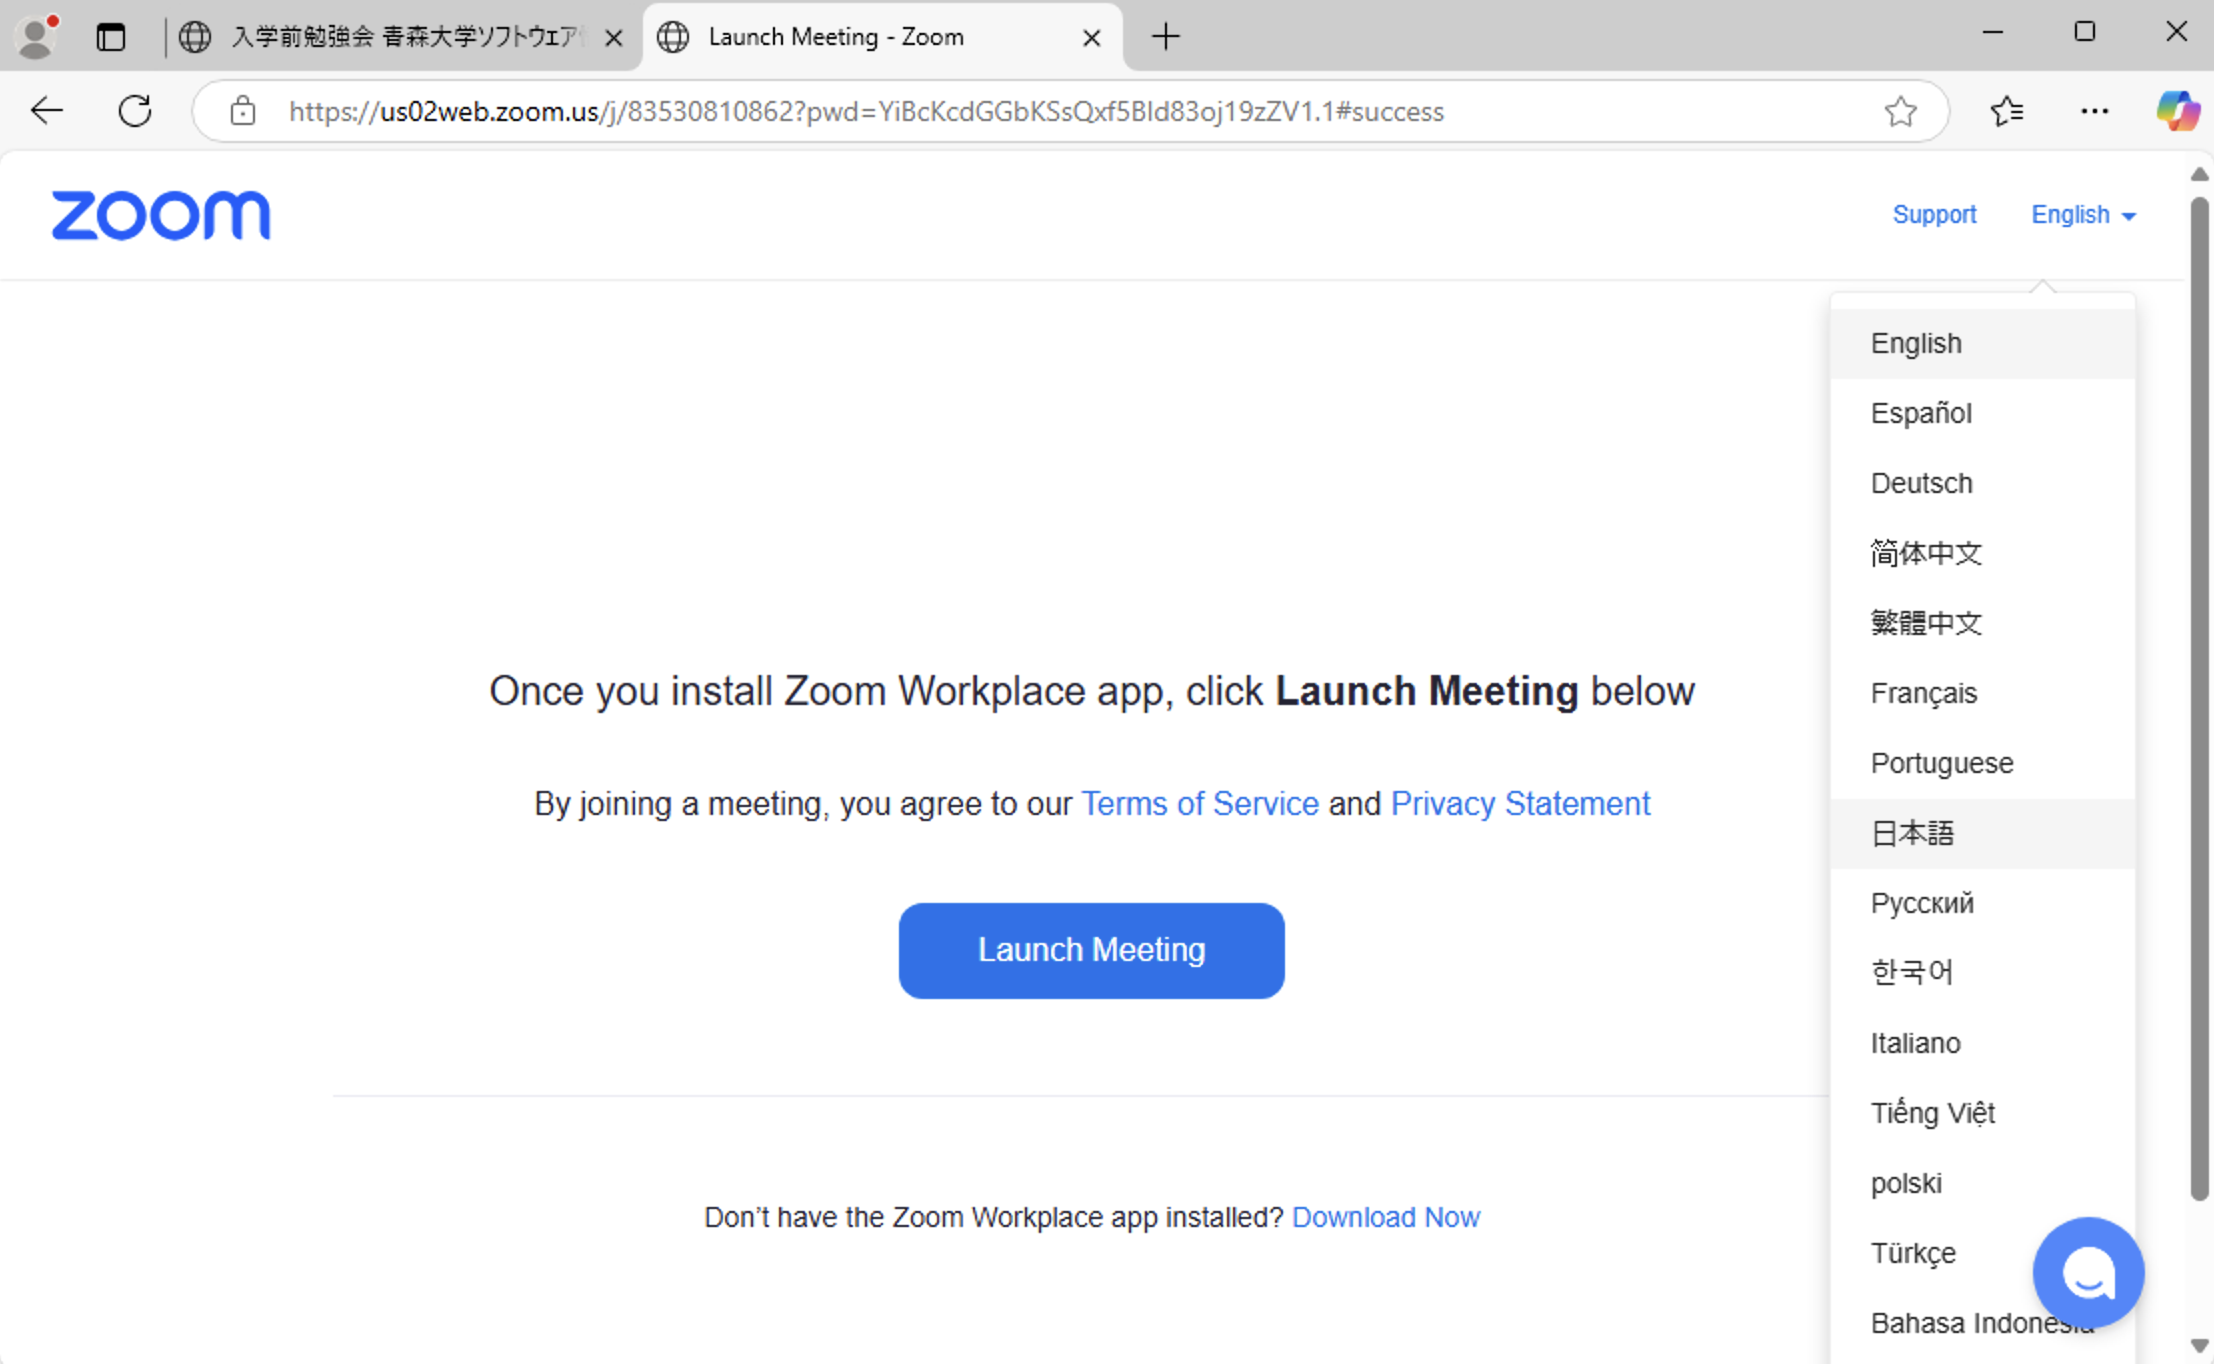 入学前勉強会 青森大学ソフトウェア
Launch Meeting - Zoom
https://us02web.zoom.us/j/83530810862?pwd=YiBcKcdGGbKSsQxf5Bld83oj19zZV1.1#success
zoom
Support
English
English
Español
Deutsch
简体中文
繁體中文
Français
Portuguese
日本語
Русский
한국어
Italiano
Tiếng Việt
polski
Türkçe
Bahasa Indonesia
Once you install Zoom Workplace app, click Launch Meeting below
By joining a meeting, you agree to our Terms of Service and Privacy Statement
Launch Meeting
Don’t have the Zoom Workplace app installed? Download Now